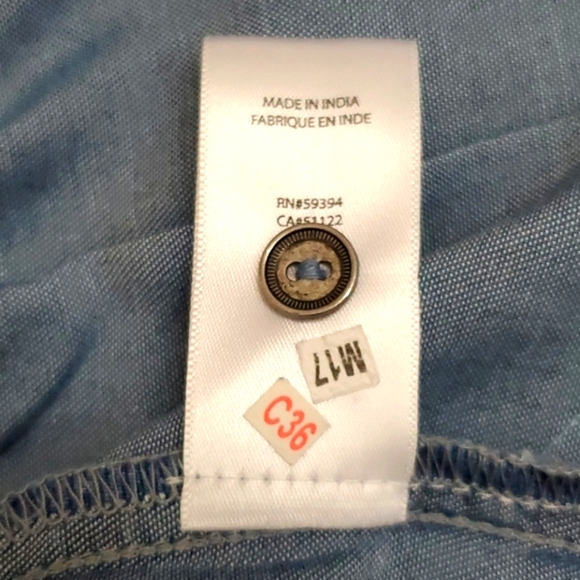 MADE IN INDIA
FABRIQUE EN INDE
RN#59394
CA#51122
M17
C36